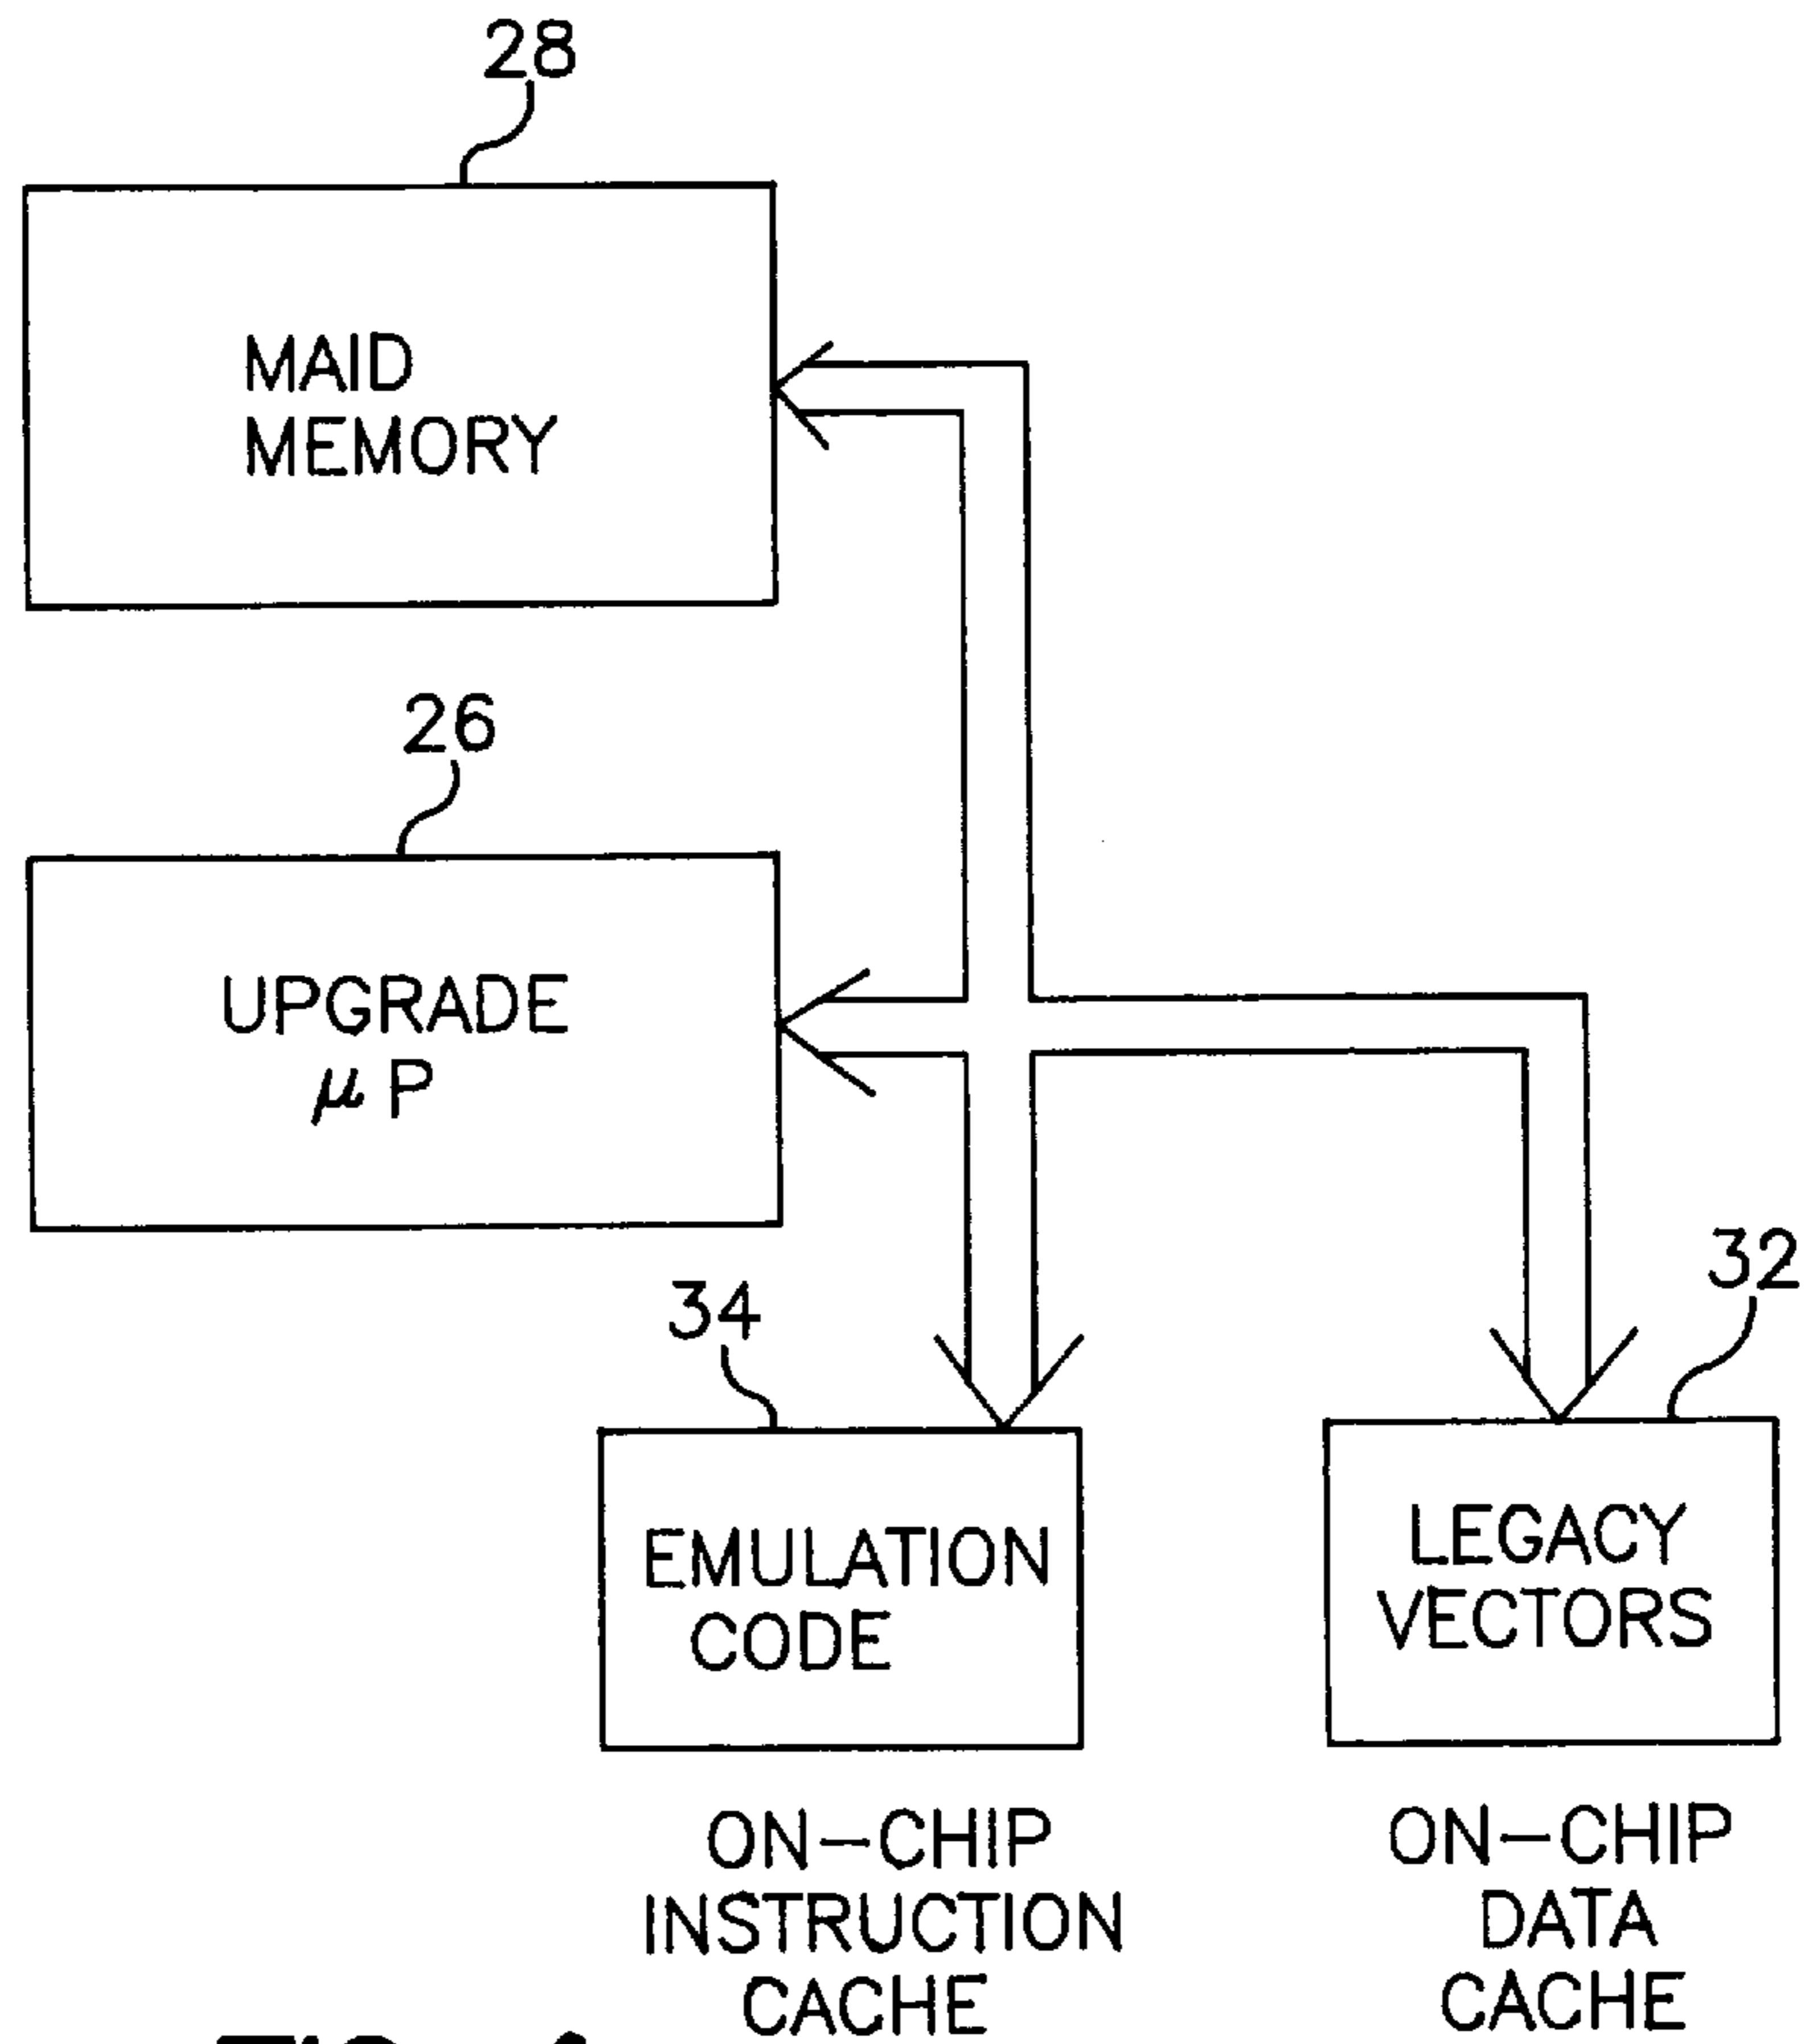 28
MAID
MEMORY
26
UPGRADE
μP
34
32
EMULATION
CODE
LEGACY
VECTORS
ON-CHIP
INSTRUCTION
CACHE
ON-CHIP
DATA
CACHE